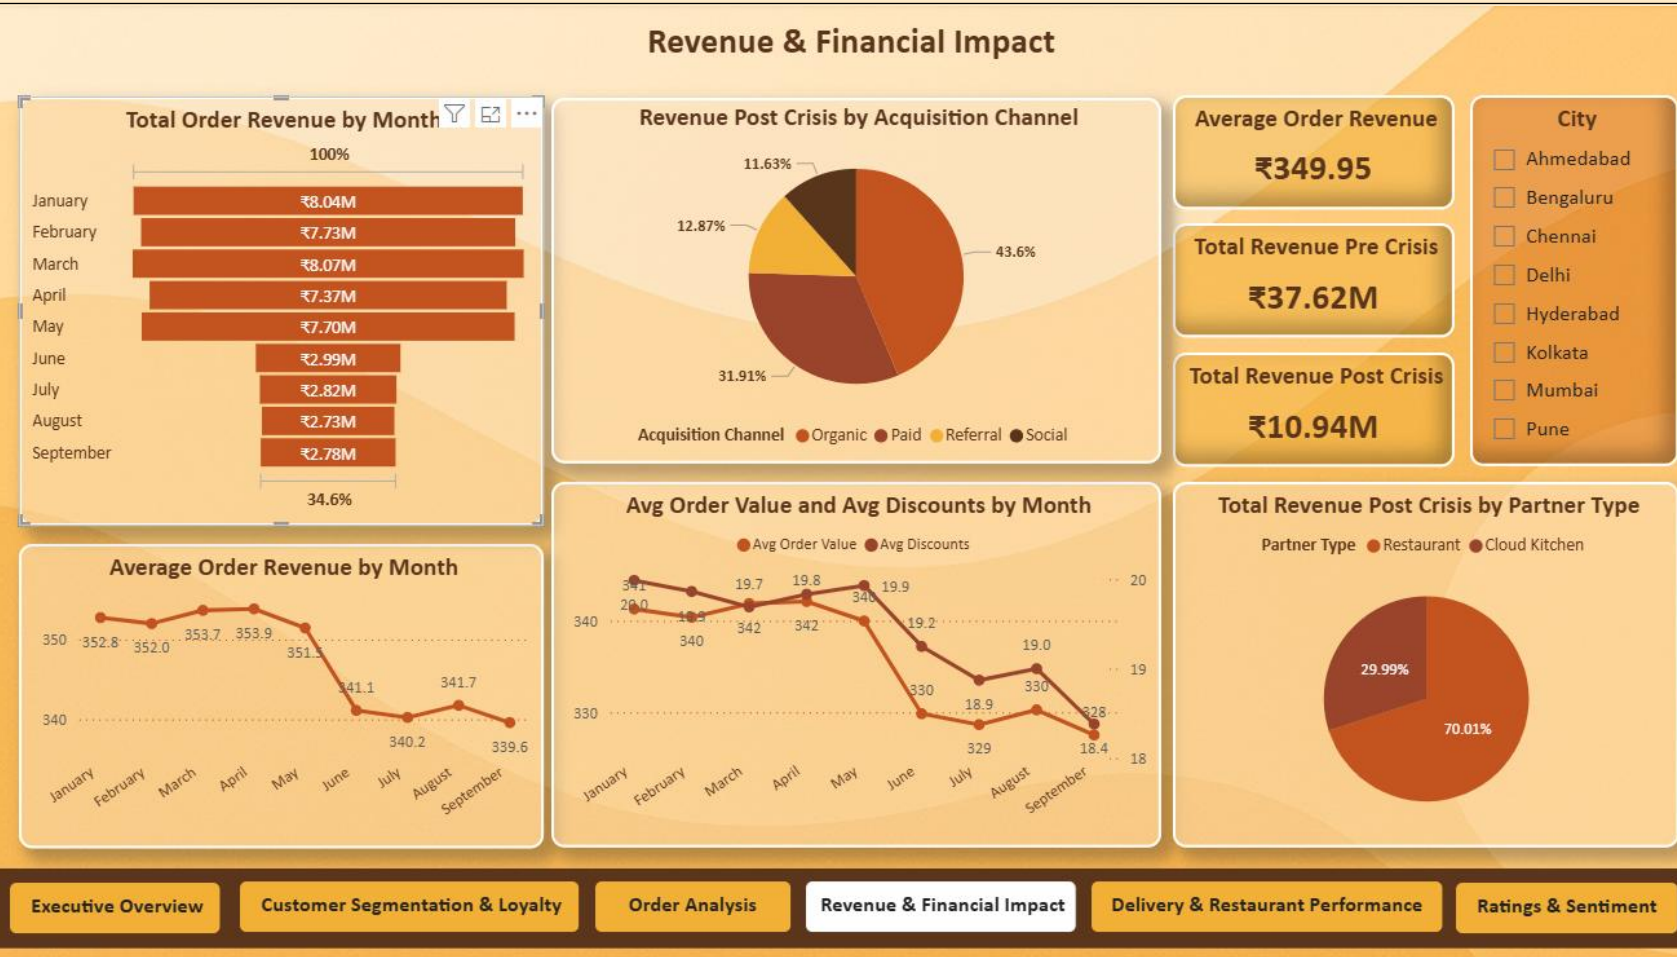 Revenue & Financial Impact
Total Order Revenue by Month
100%
January ₹8.04M
February ₹7.73M
March ₹8.07M
April ₹7.37M
May ₹7.70M
June ₹2.99M
July ₹2.82M
August ₹2.73M
September ₹2.78M
34.6%
Revenue Post Crisis by Acquisition Channel
11.63%
12.87%
43.6%
31.91%
Acquisition Channel Organic Paid Referral Social
Average Order Revenue
₹349.95
Total Revenue Pre Crisis
₹37.62M
Total Revenue Post Crisis
₹10.94M
City
Ahmedabad
Bengaluru
Chennai
Delhi
Hyderabad
Kolkata
Mumbai
Pune
Average Order Revenue by Month
350
340
352.8
352.0
353.7
353.9
351.5
341.1
340.2
341.7
339.6
January
February
March
April
May
June
July
August
September
Avg Order Value and Avg Discounts by Month
Avg Order Value Avg Discounts
340
330
20
19
18
341
20.0
340
19.7
342
19.8
342
19.9
340
19.2
330
18.9
329
19.0
330
328
18.4
January
February
March
April
May
June
July
August
September
Total Revenue Post Crisis by Partner Type
Partner Type Restaurant Cloud Kitchen
29.99%
70.01%
Executive Overview
Customer Segmentation & Loyalty
Order Analysis
Revenue & Financial Impact
Delivery & Restaurant Performance
Ratings & Sentiment